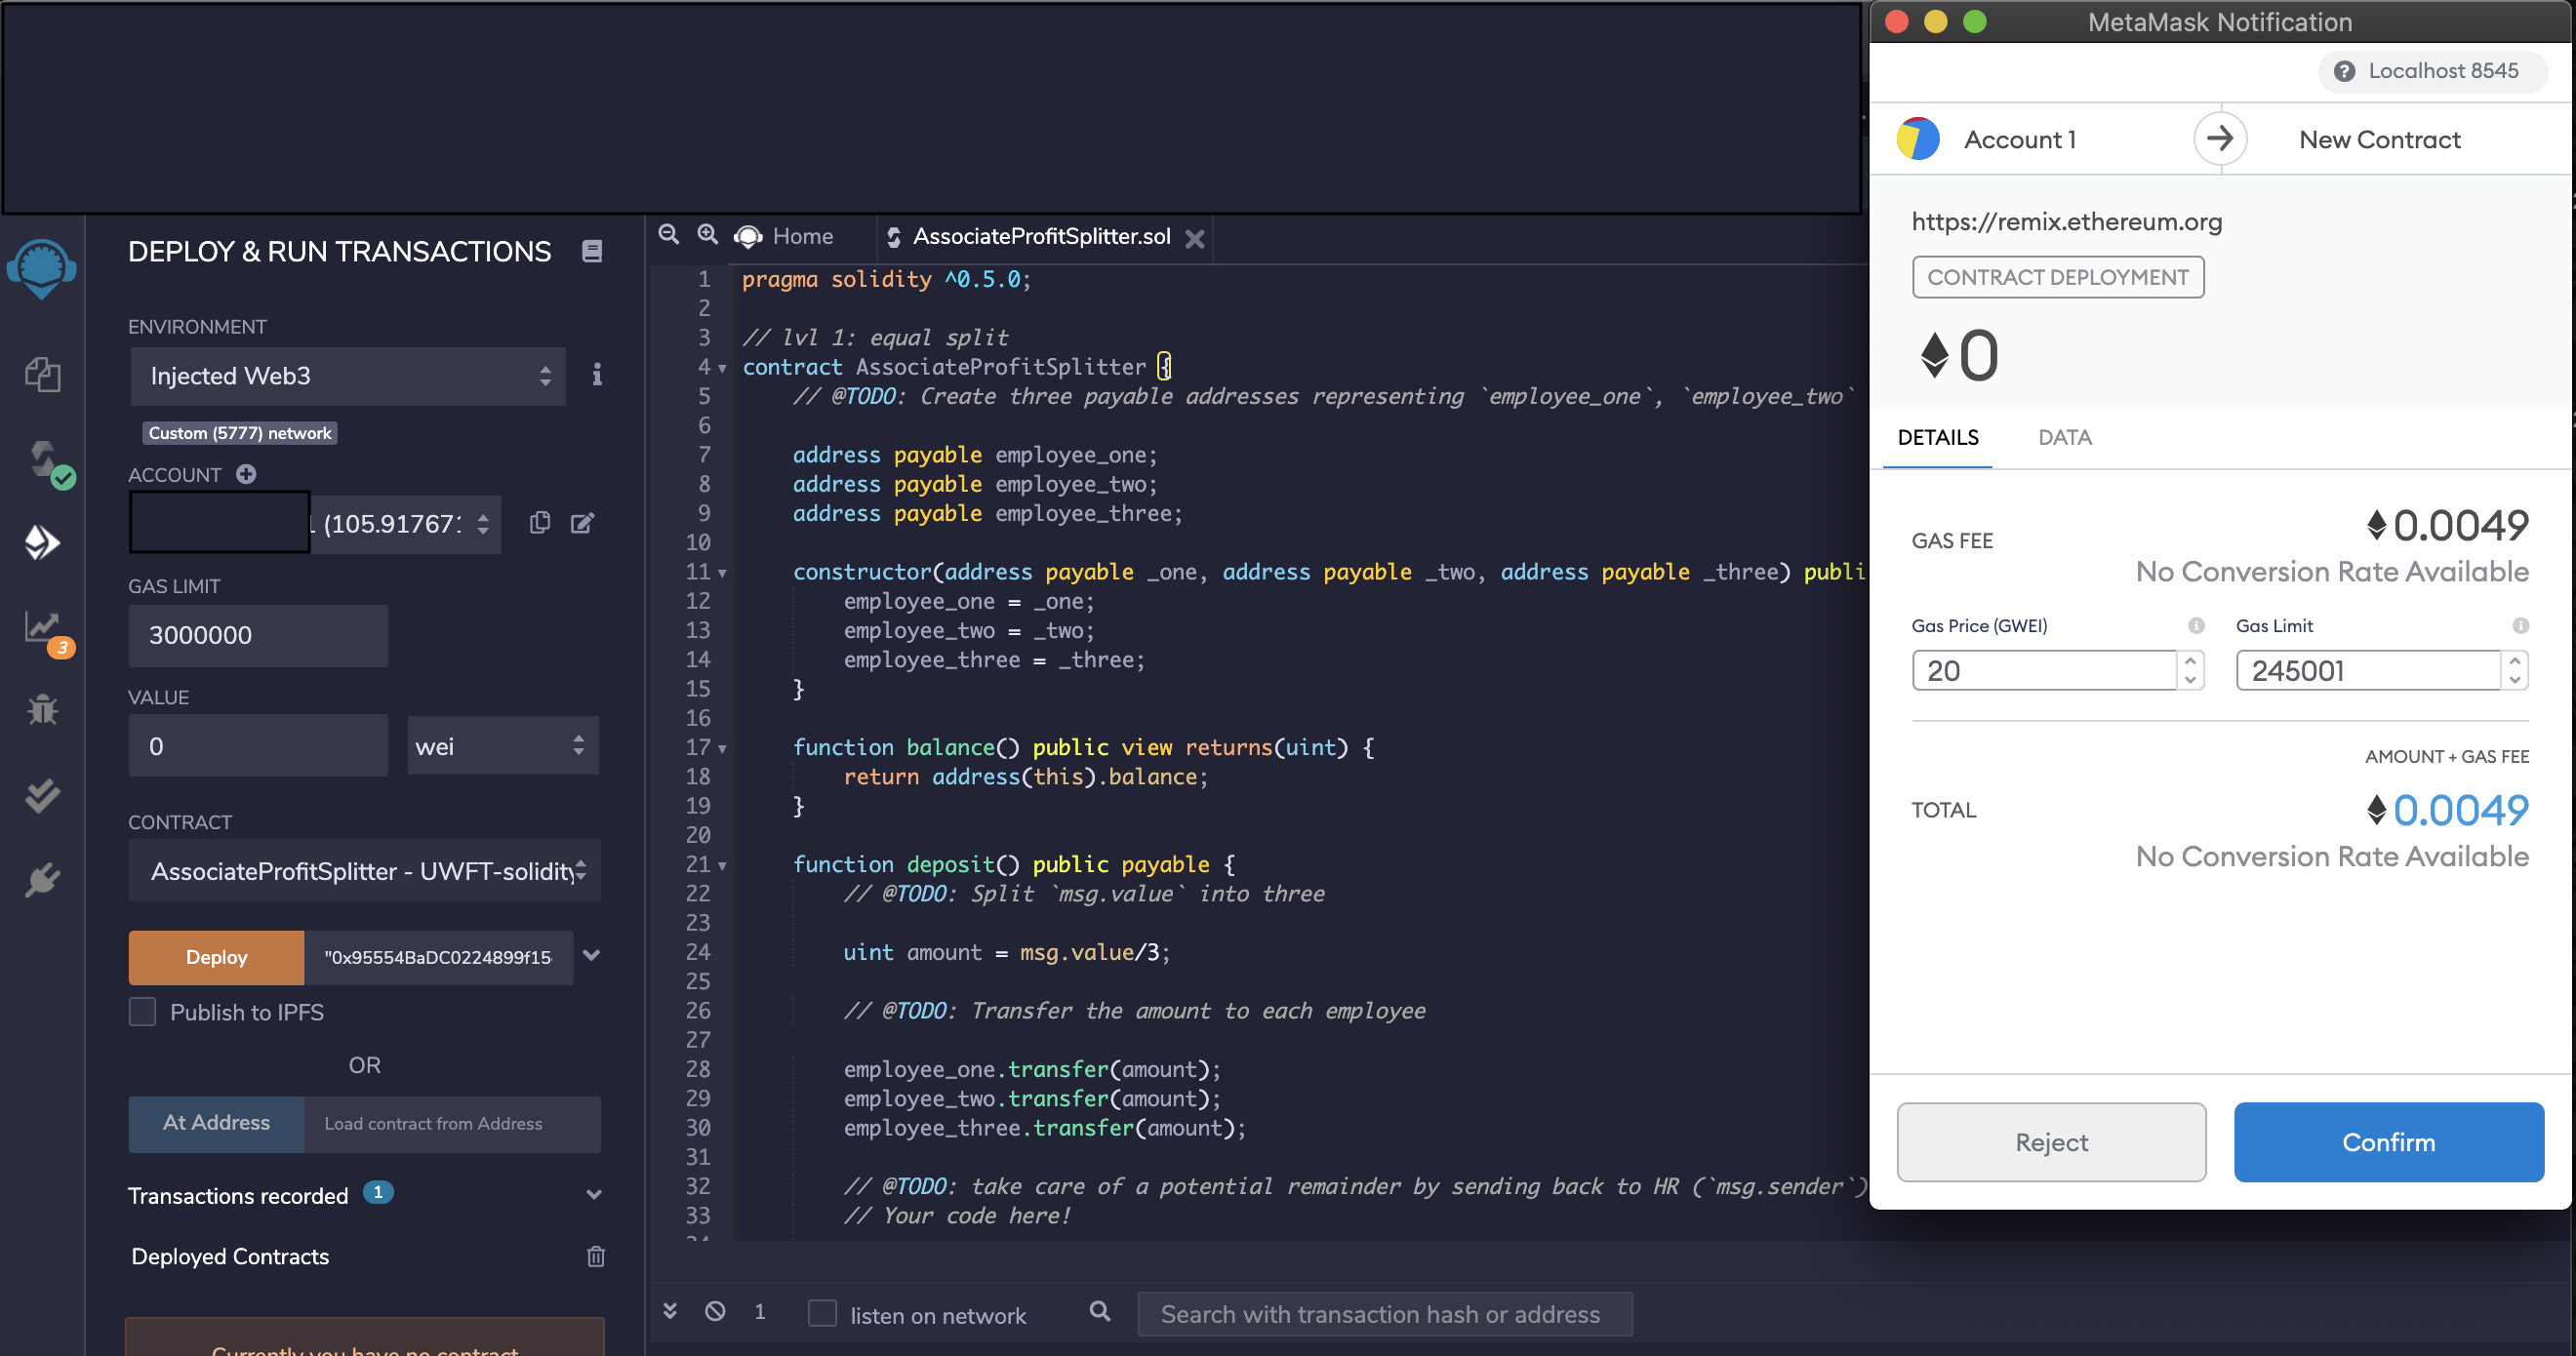 DEPLOY & RUN TRANSACTIONS
ENVIRONMENT
Injected Web3
Custom (5777) network
ACCOUNT
(105.91767
GAS LIMIT
3000000
VALUE
0
wei
CONTRACT
AssociateProfitSplitter - UWFT-solidity
Deploy
"0x95554BaDC0224899f15
Publish to IPFS
OR
At Address
Load contract from Address
Transactions recorded 1
Deployed Contracts
Currently you have no contract
3
Home
AssociateProfitSplitter.sol
1 pragma solidity ^0.5.0;
2
3 // lvl 1: equal split
4 contract AssociateProfitSplitter {
5 // @TODO: Create three payable addresses representing `employee_one`, `employee_two`
6
7 address payable employee_one;
8 address payable employee_two;
9 address payable employee_three;
10
11 constructor(address payable _one, address payable _two, address payable _three) publi
12 employee_one = _one;
13 employee_two = _two;
14 employee_three = _three;
15 }
16
17 function balance() public view returns(uint) {
18 return address(this).balance;
19 }
20
21 function deposit() public payable {
22 // @TODO: Split `msg.value` into three
23
24 uint amount = msg.value/3;
25
26 // @TODO: Transfer the amount to each employee
27
28 employee_one.transfer(amount);
29 employee_two.transfer(amount);
30 employee_three.transfer(amount);
31
32 // @TODO: take care of a potential remainder by sending back to HR (`msg.sender`)
33 // Your code here!
1
listen on network
Search with transaction hash or address
MetaMask Notification
Localhost 8545
Account 1
New Contract
https://remix.ethereum.org
CONTRACT DEPLOYMENT
0
DETAILS
DATA
GAS FEE
0.0049
No Conversion Rate Available
Gas Price (GWEI)
Gas Limit
20
245001
AMOUNT + GAS FEE
TOTAL
0.0049
No Conversion Rate Available
Reject
Confirm